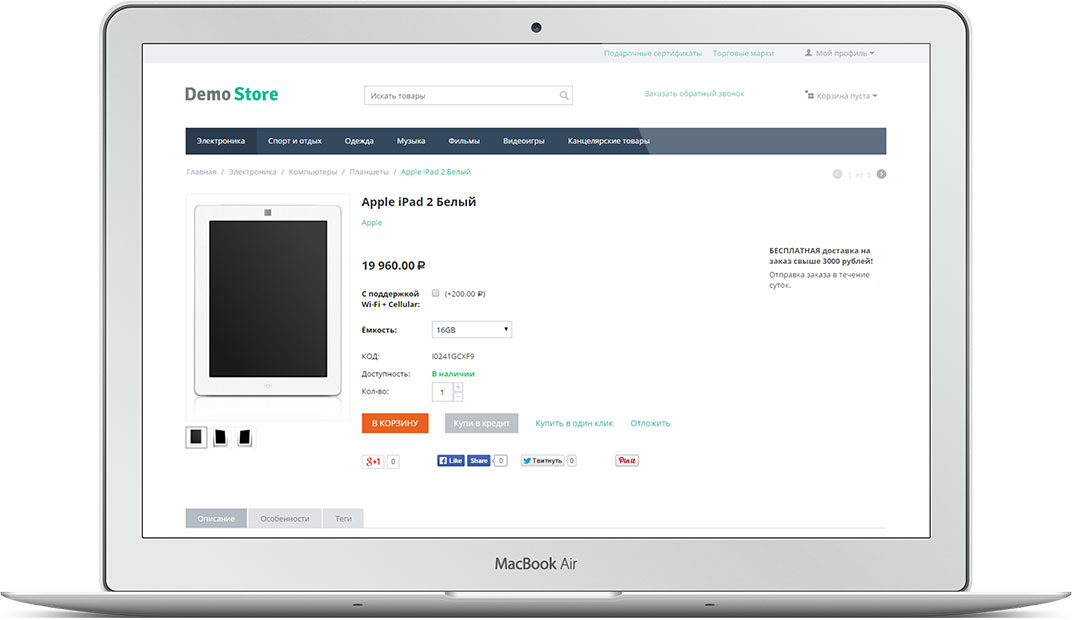 Подарочные сертификаты Торговые марки Мой профиль
Demo Store
Искать товары
Заказать обратный звонок
Корзина пуста
Электроника Спорт и отдых Одежда Музыка Фильмы Видеоигры Канцелярские товары
Главная / Электроника / Компьютеры / Планшеты / Apple iPad 2 Белый
1 из 5
Apple iPad 2 Белый
Apple
19 960.00 ₽
БЕСПЛАТНАЯ доставка на
заказ свыше 3000 рублей!
Отправка заказа в течение
суток.
С поддержкой
Wi-Fi + Cellular:
(+200.00 ₽)
Ёмкость: 16GB
КОД: I0241GCXF9
Доступность: В наличии
Кол-во: 1
В КОРЗИНУ Купи в кредит Купить в один клик Отложить
g+1 0 Like Share 0 Твитнуть 0 Pinit
Описание Особенности Теги
MacBook Air